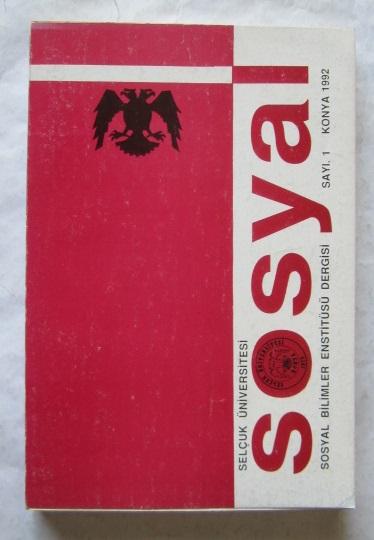 SELÇUK ÜNİVERSİTESİ
sosyal
SOSYAL BİLİMLER ENSTİTÜSÜ DERGİSİ SAYI. 1 KONYA 1992